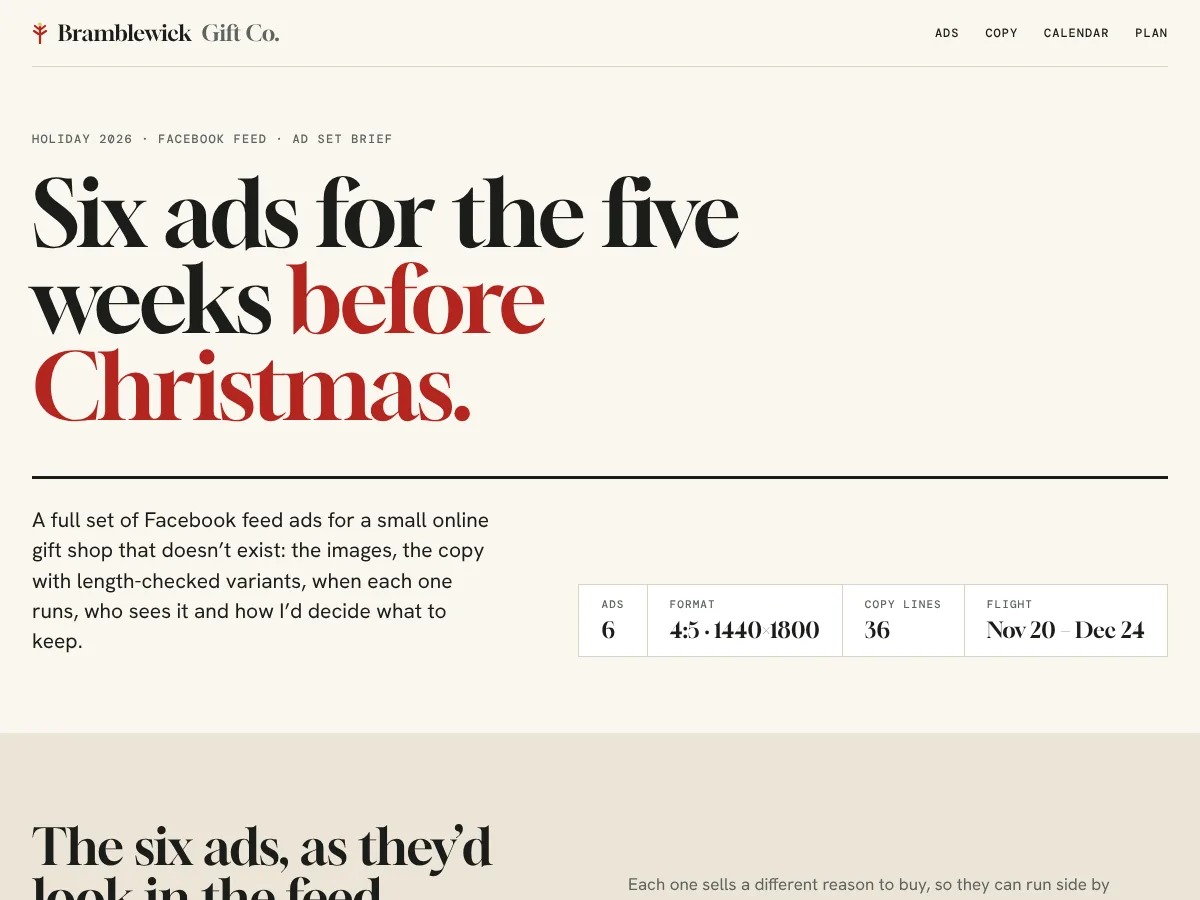 Bramblewick Gift Co.
ADS COPY CALENDAR PLAN
HOLIDAY 2026 · FACEBOOK FEED · AD SET BRIEF
Six ads for the five
weeks before
Christmas.
A full set of Facebook feed ads for a small online
gift shop that doesn’t exist: the images, the copy
with length-checked variants, when each one
runs, who sees it and how I’d decide what to
keep.
ADS
6
FORMAT
4:5 · 1440×1800
COPY LINES
36
FLIGHT
Nov 20 – Dec 24
The six ads, as they’d
look in the feed
Each one sells a different reason to buy, so they can run side by